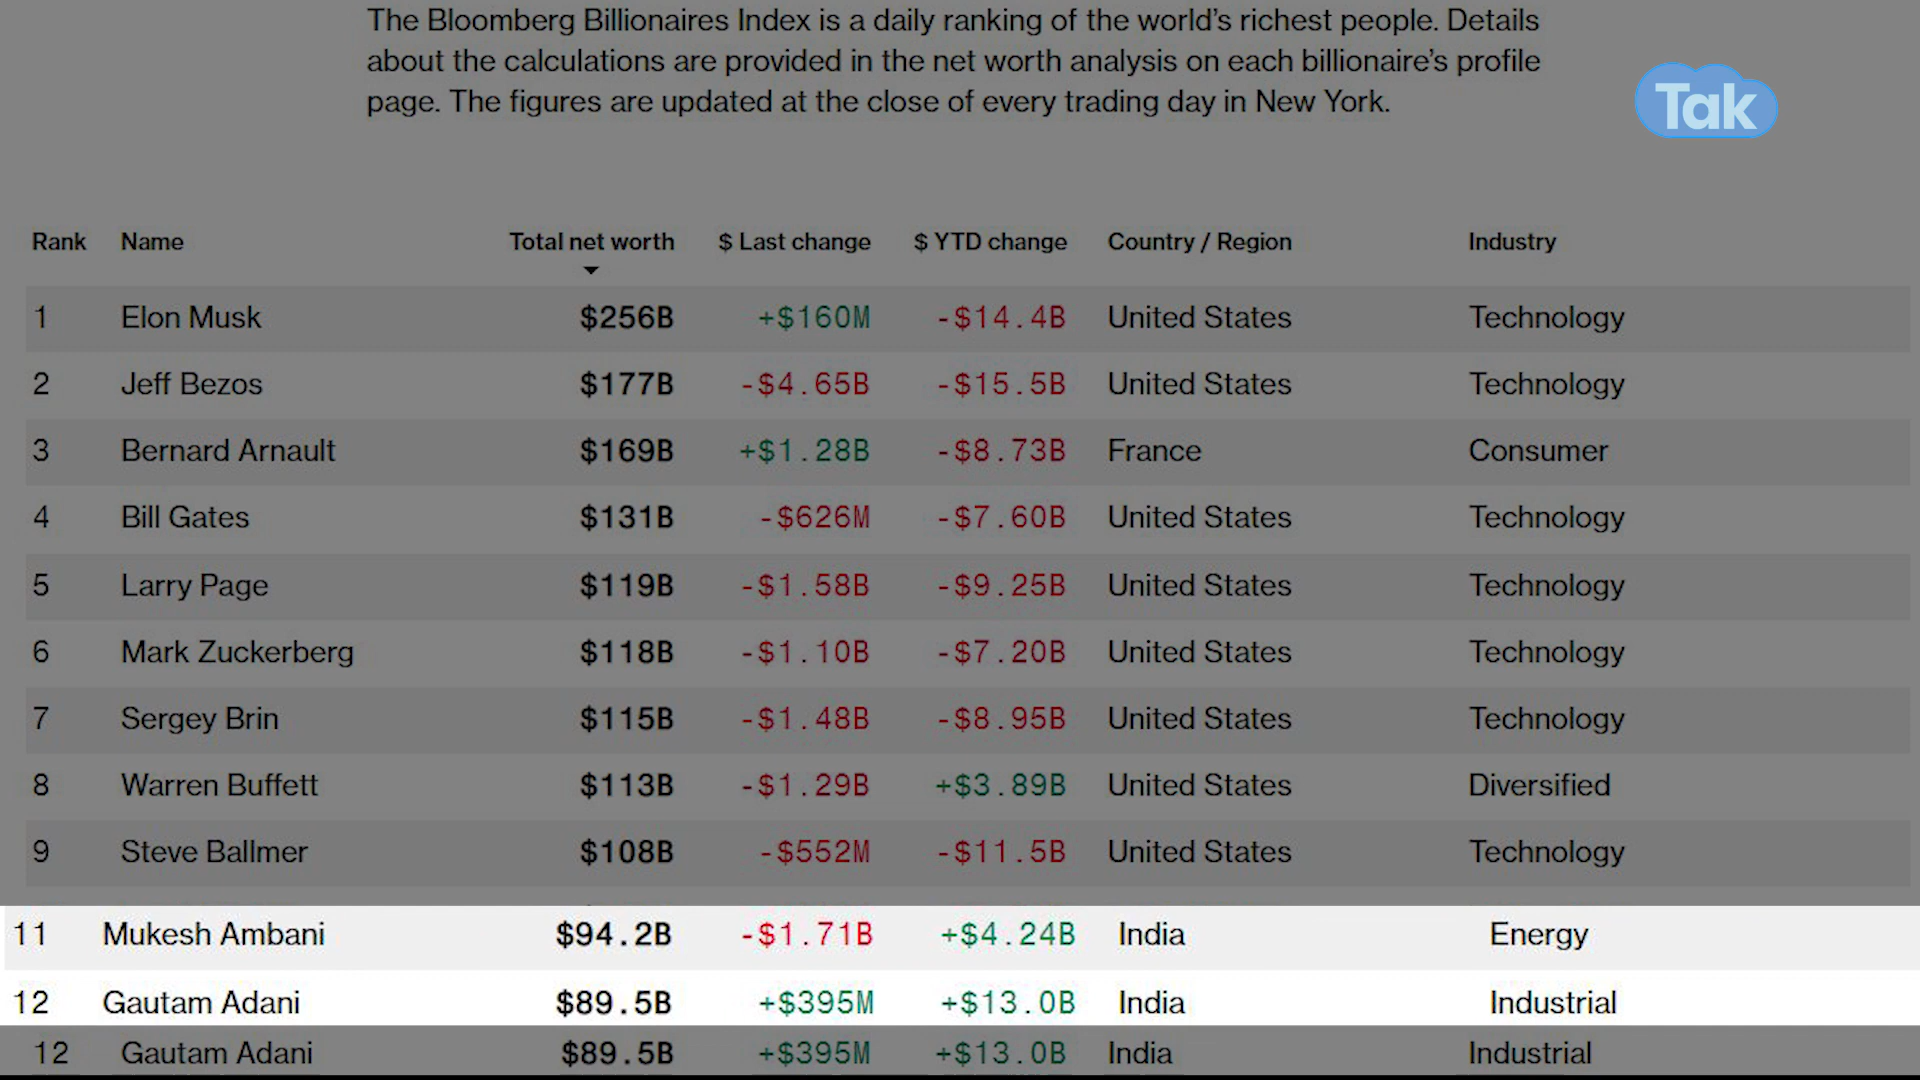 The Bloomberg Billionaires Index is a daily ranking of the world's richest people. Details
about the calculations are provided in the net worth analysis on each billionaire's profile
page. The figures are updated at the close of every trading day in New York.
Tak
Rank Name Total net worth $ Last change $ YTD change Country / Region Industry
1 Elon Musk $256B +$160M -$14.4B United States Technology
2 Jeff Bezos $177B -$4.65B -$15.5B United States Technology
3 Bernard Arnault $169B +$1.28B -$8.73B France Consumer
4 Bill Gates $131B -$626M -$7.60B United States Technology
5 Larry Page $119B -$1.58B -$9.25B United States Technology
6 Mark Zuckerberg $118B -$1.10B -$7.20B United States Technology
7 Sergey Brin $115B -$1.48B -$8.95B United States Technology
8 Warren Buffett $113B -$1.29B +$3.89B United States Diversified
9 Steve Ballmer $108B -$552M -$11.5B United States Technology
11 Mukesh Ambani $94.2B -$1.71B +$4.24B India Energy
12 Gautam Adani $89.5B +$395M +$13.0B India Industrial
12 Gautam Adani $89.5B +$395M +$13.0B India Industrial